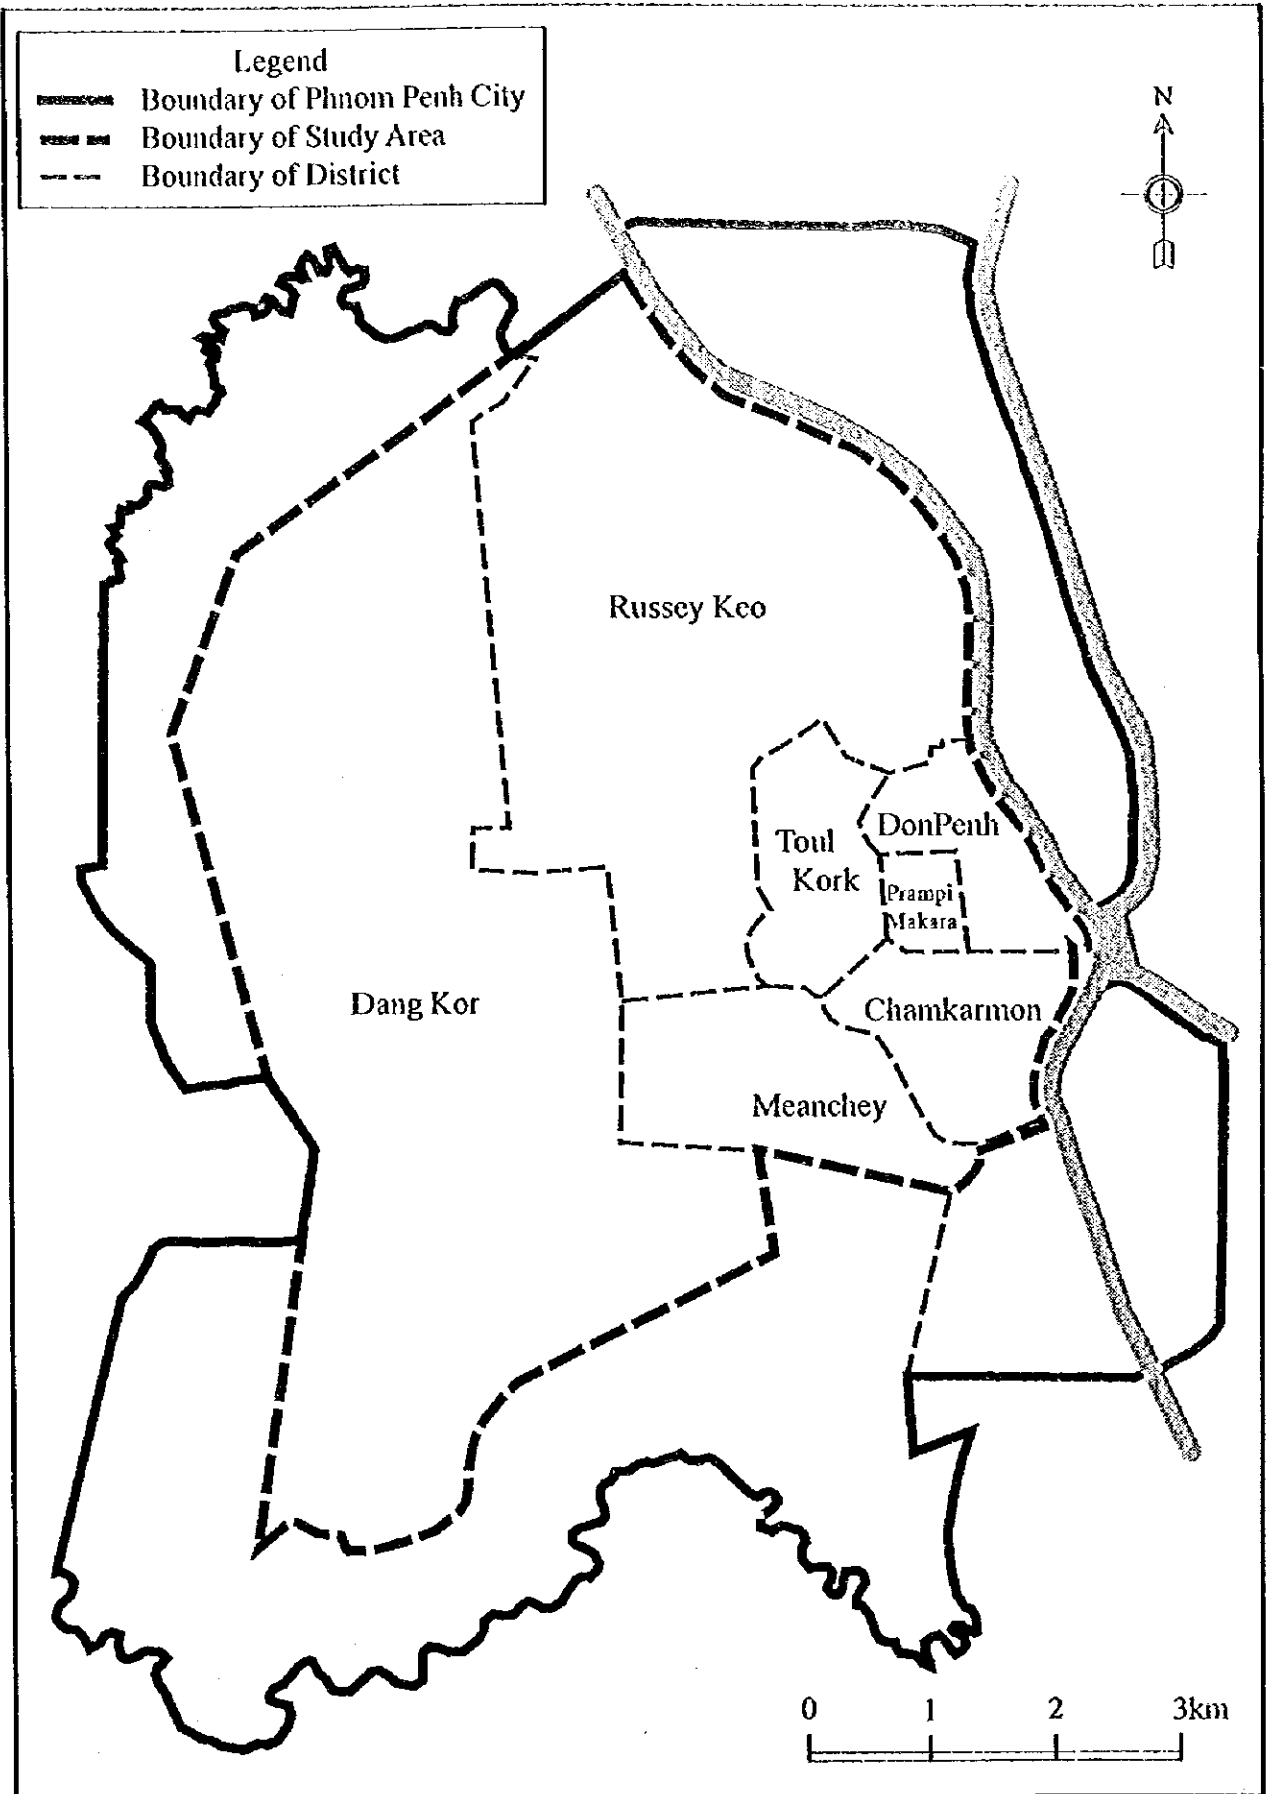 Legend
Boundary of Phnom Penh City
Boundary of Study Area
Boundary of District
N
Russey Keo
DonPenh
Toul
Kork
Prampi
Makara
Dang Kor
Chamkarmon
Meanchey
0 1 2 3km